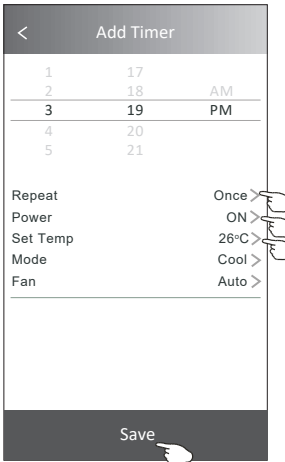 < Add Timer
1 17
2 18 AM
3 19 PM
4 20
5 21
Repeat Once >
Power ON >
Set Temp 26°C >
Mode Cool >
Fan Auto >
Save